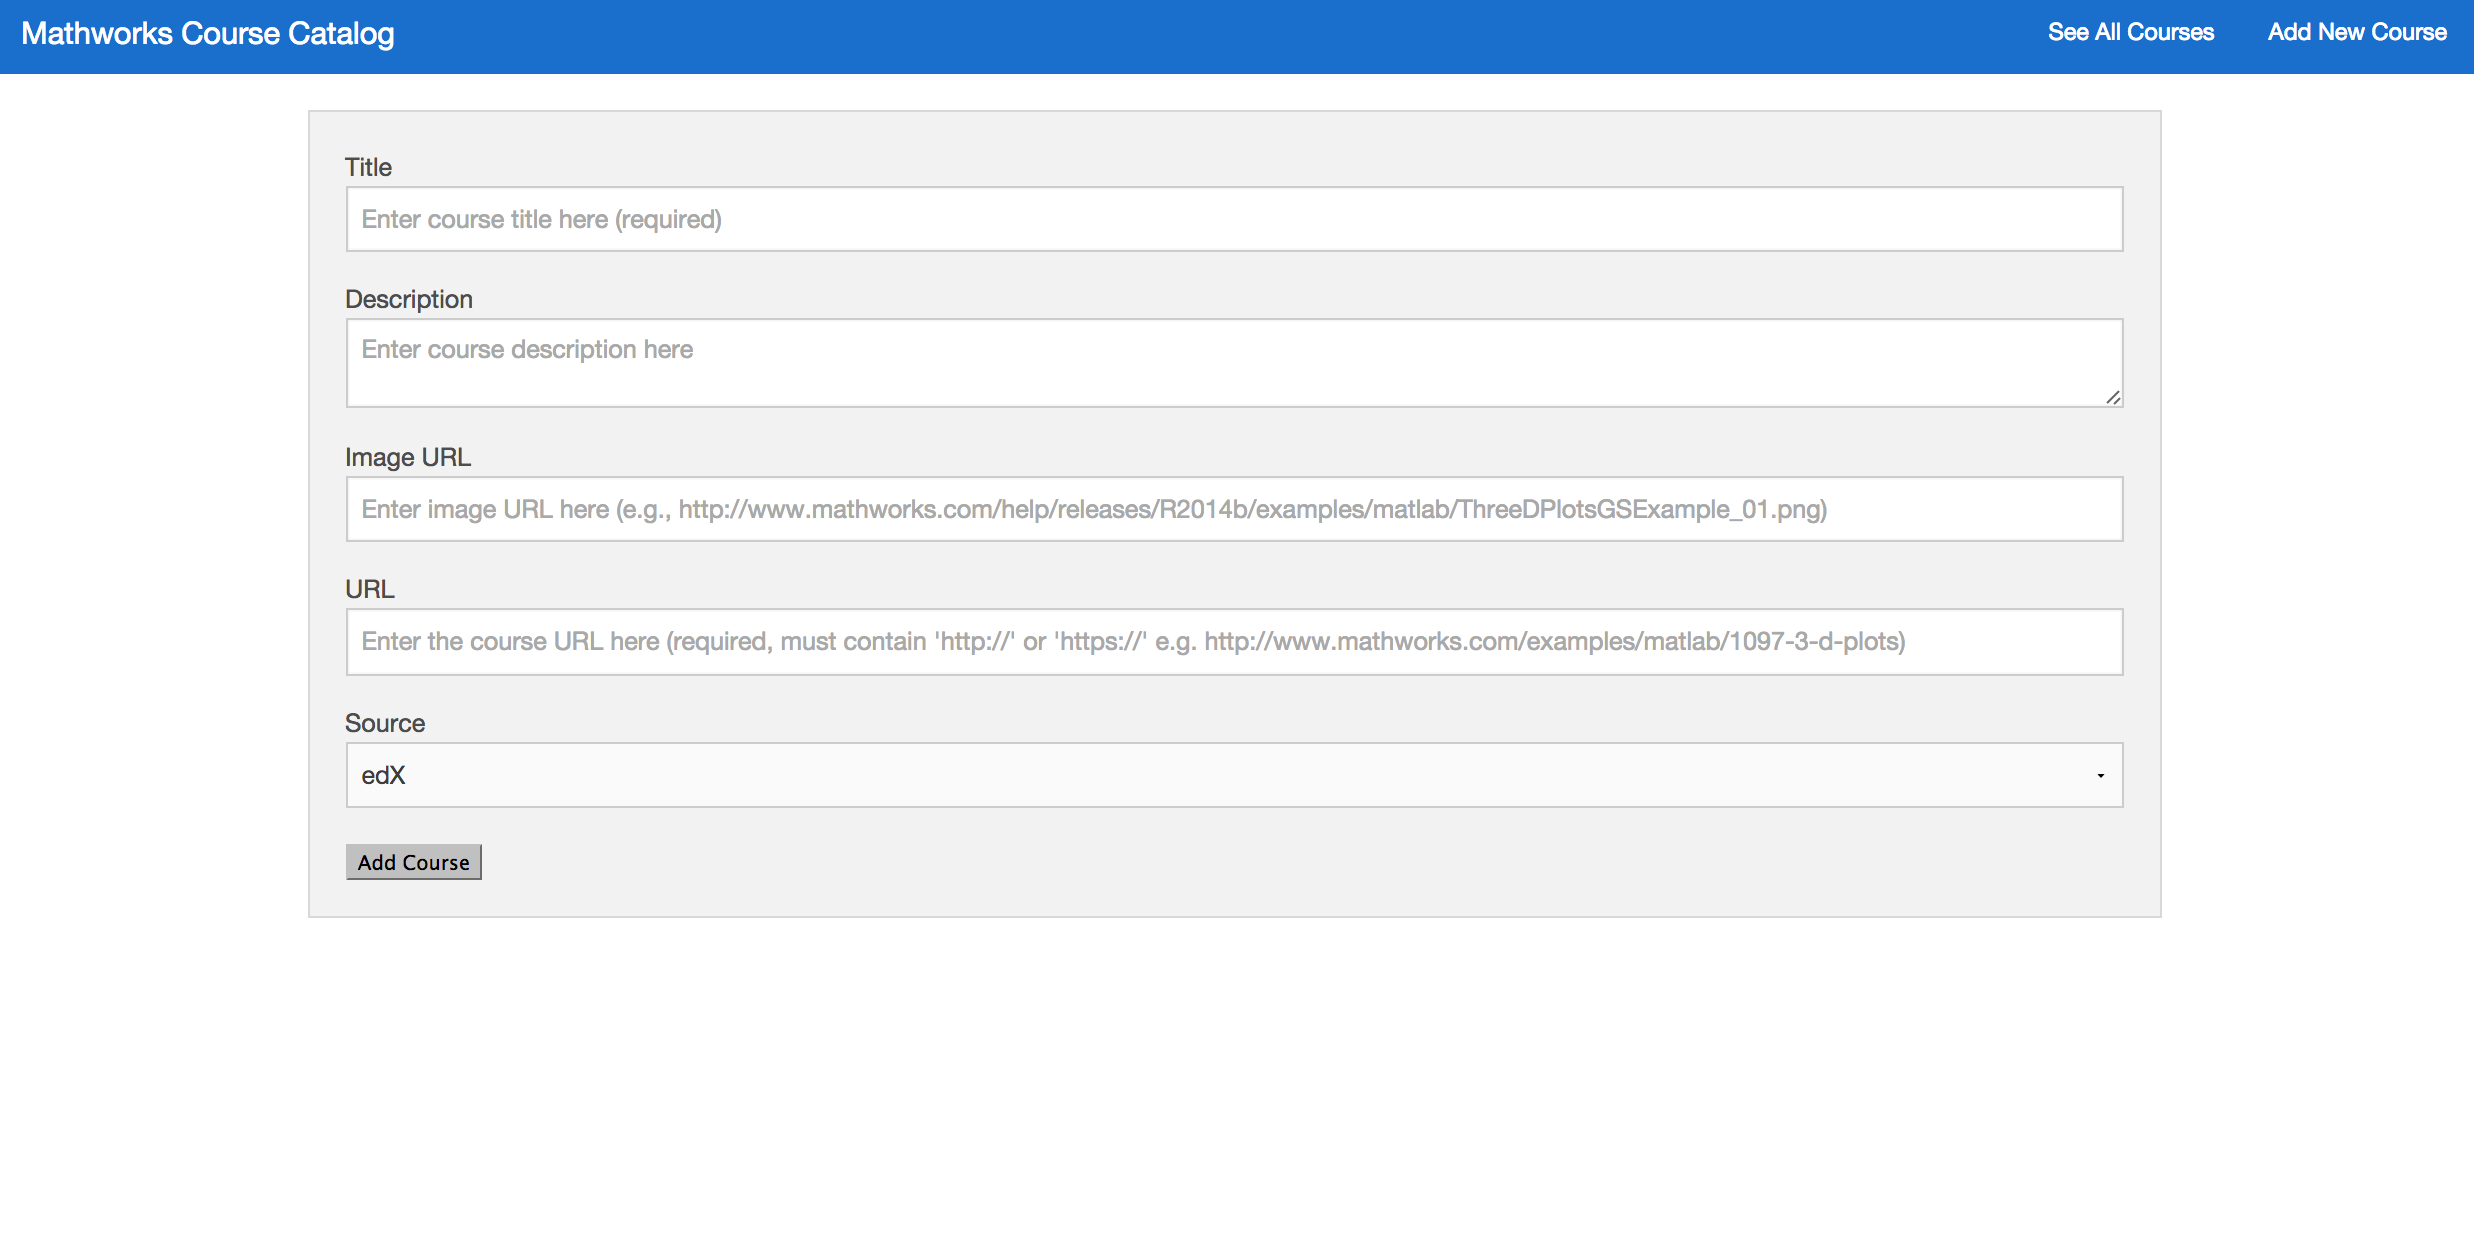 Mathworks Course Catalog
See All Courses
Add New Course
Title
Enter course title here (required)
Description
Enter course description here
Image URL
Enter image URL here (e.g., http://www.mathworks.com/help/releases/R2014b/examples/matlab/ThreeDPlotsGSExample_01.png)
URL
Enter the course URL here (required, must contain 'http://' or 'https://' e.g. http://www.mathworks.com/examples/matlab/1097-3-d-plots)
Source
edX
Add Course